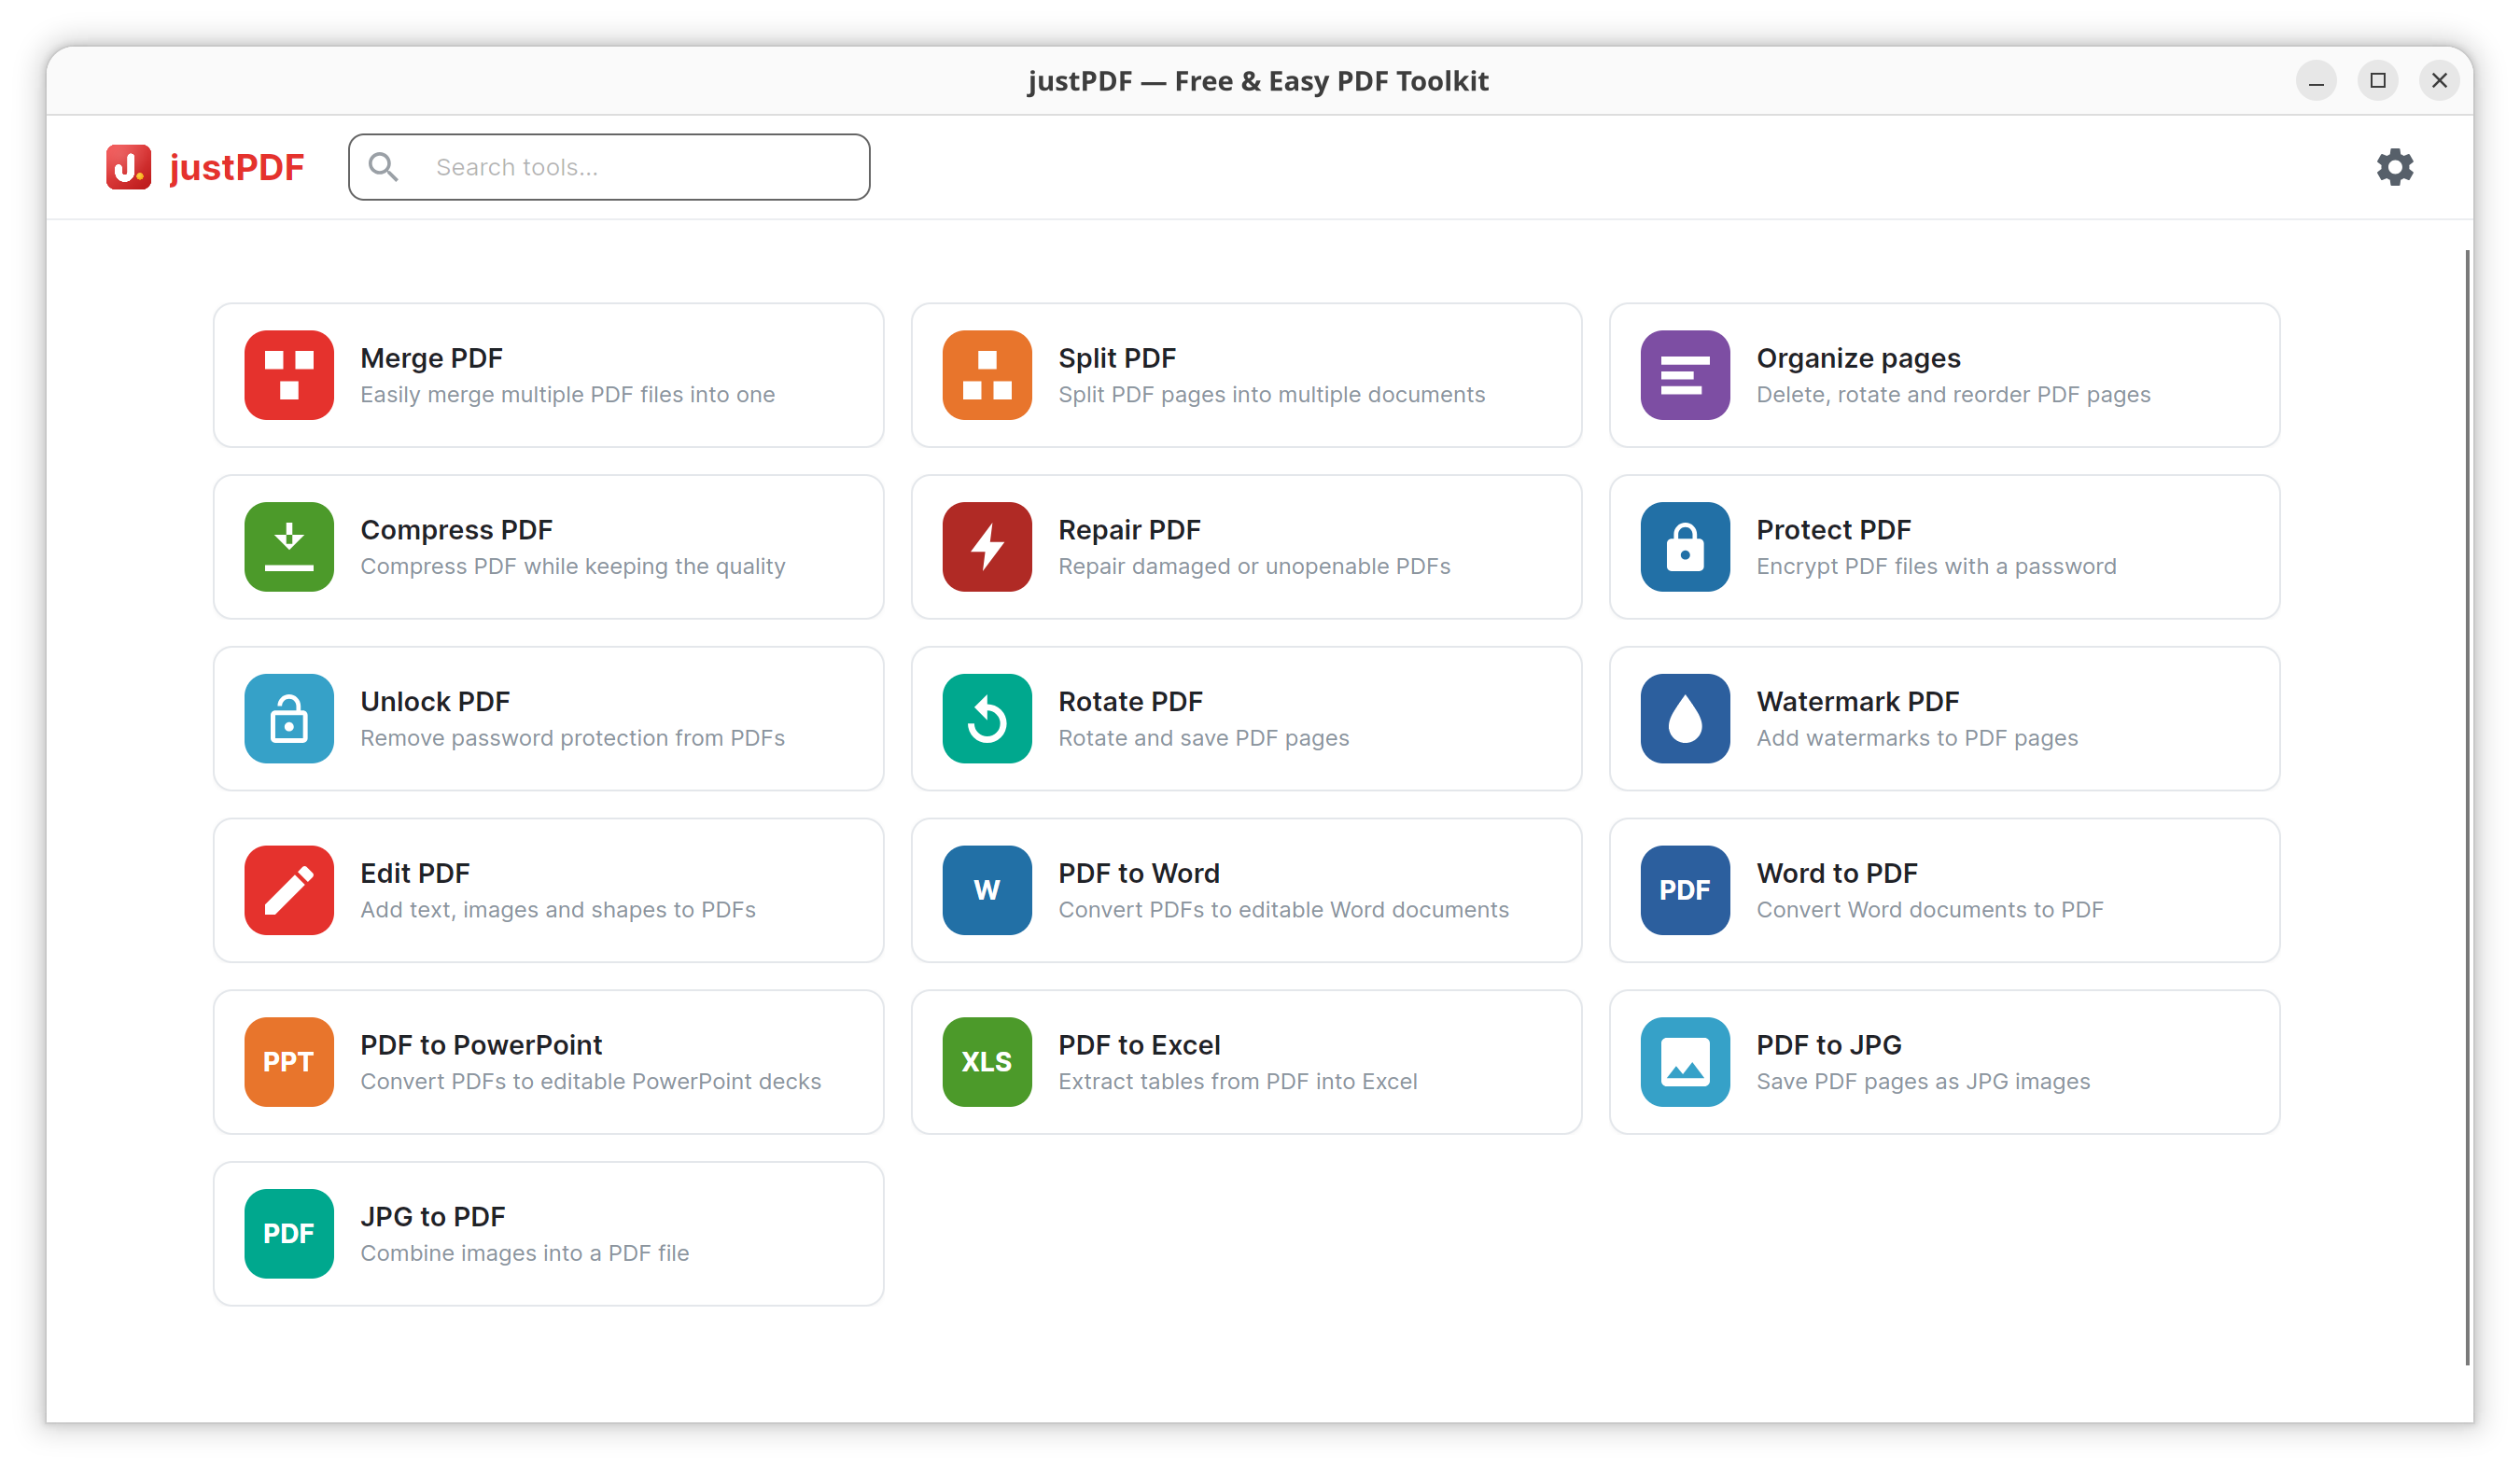 justPDF — Free & Easy PDF Toolkit
J. justPDF
Search tools...
Merge PDF
Easily merge multiple PDF files into one
Split PDF
Split PDF pages into multiple documents
Organize pages
Delete, rotate and reorder PDF pages
Compress PDF
Compress PDF while keeping the quality
Repair PDF
Repair damaged or unopenable PDFs
Protect PDF
Encrypt PDF files with a password
Unlock PDF
Remove password protection from PDFs
Rotate PDF
Rotate and save PDF pages
Watermark PDF
Add watermarks to PDF pages
Edit PDF
Add text, images and shapes to PDFs
W
PDF to Word
Convert PDFs to editable Word documents
PDF
Word to PDF
Convert Word documents to PDF
PPT
PDF to PowerPoint
Convert PDFs to editable PowerPoint decks
XLS
PDF to Excel
Extract tables from PDF into Excel
PDF to JPG
Save PDF pages as JPG images
PDF
JPG to PDF
Combine images into a PDF file